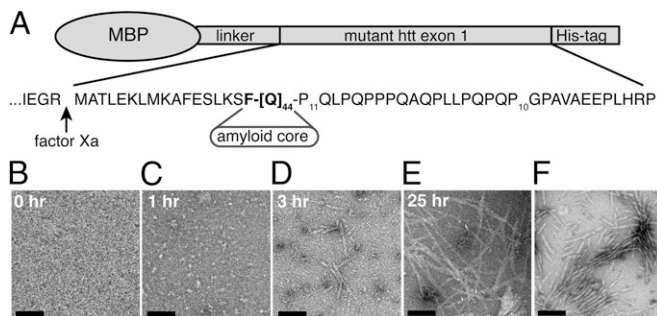 A
MBP
linker
mutant htt exon 1
His-tag
...IEGR MATLEKLMKAFESLKSF-[Q]44-P11QLPQPPPQAQPLLPQPQP10GPAVAEEPLHRP
factor Xa
amyloid core
B C D E F
0 hr 1 hr 3 hr 25 hr